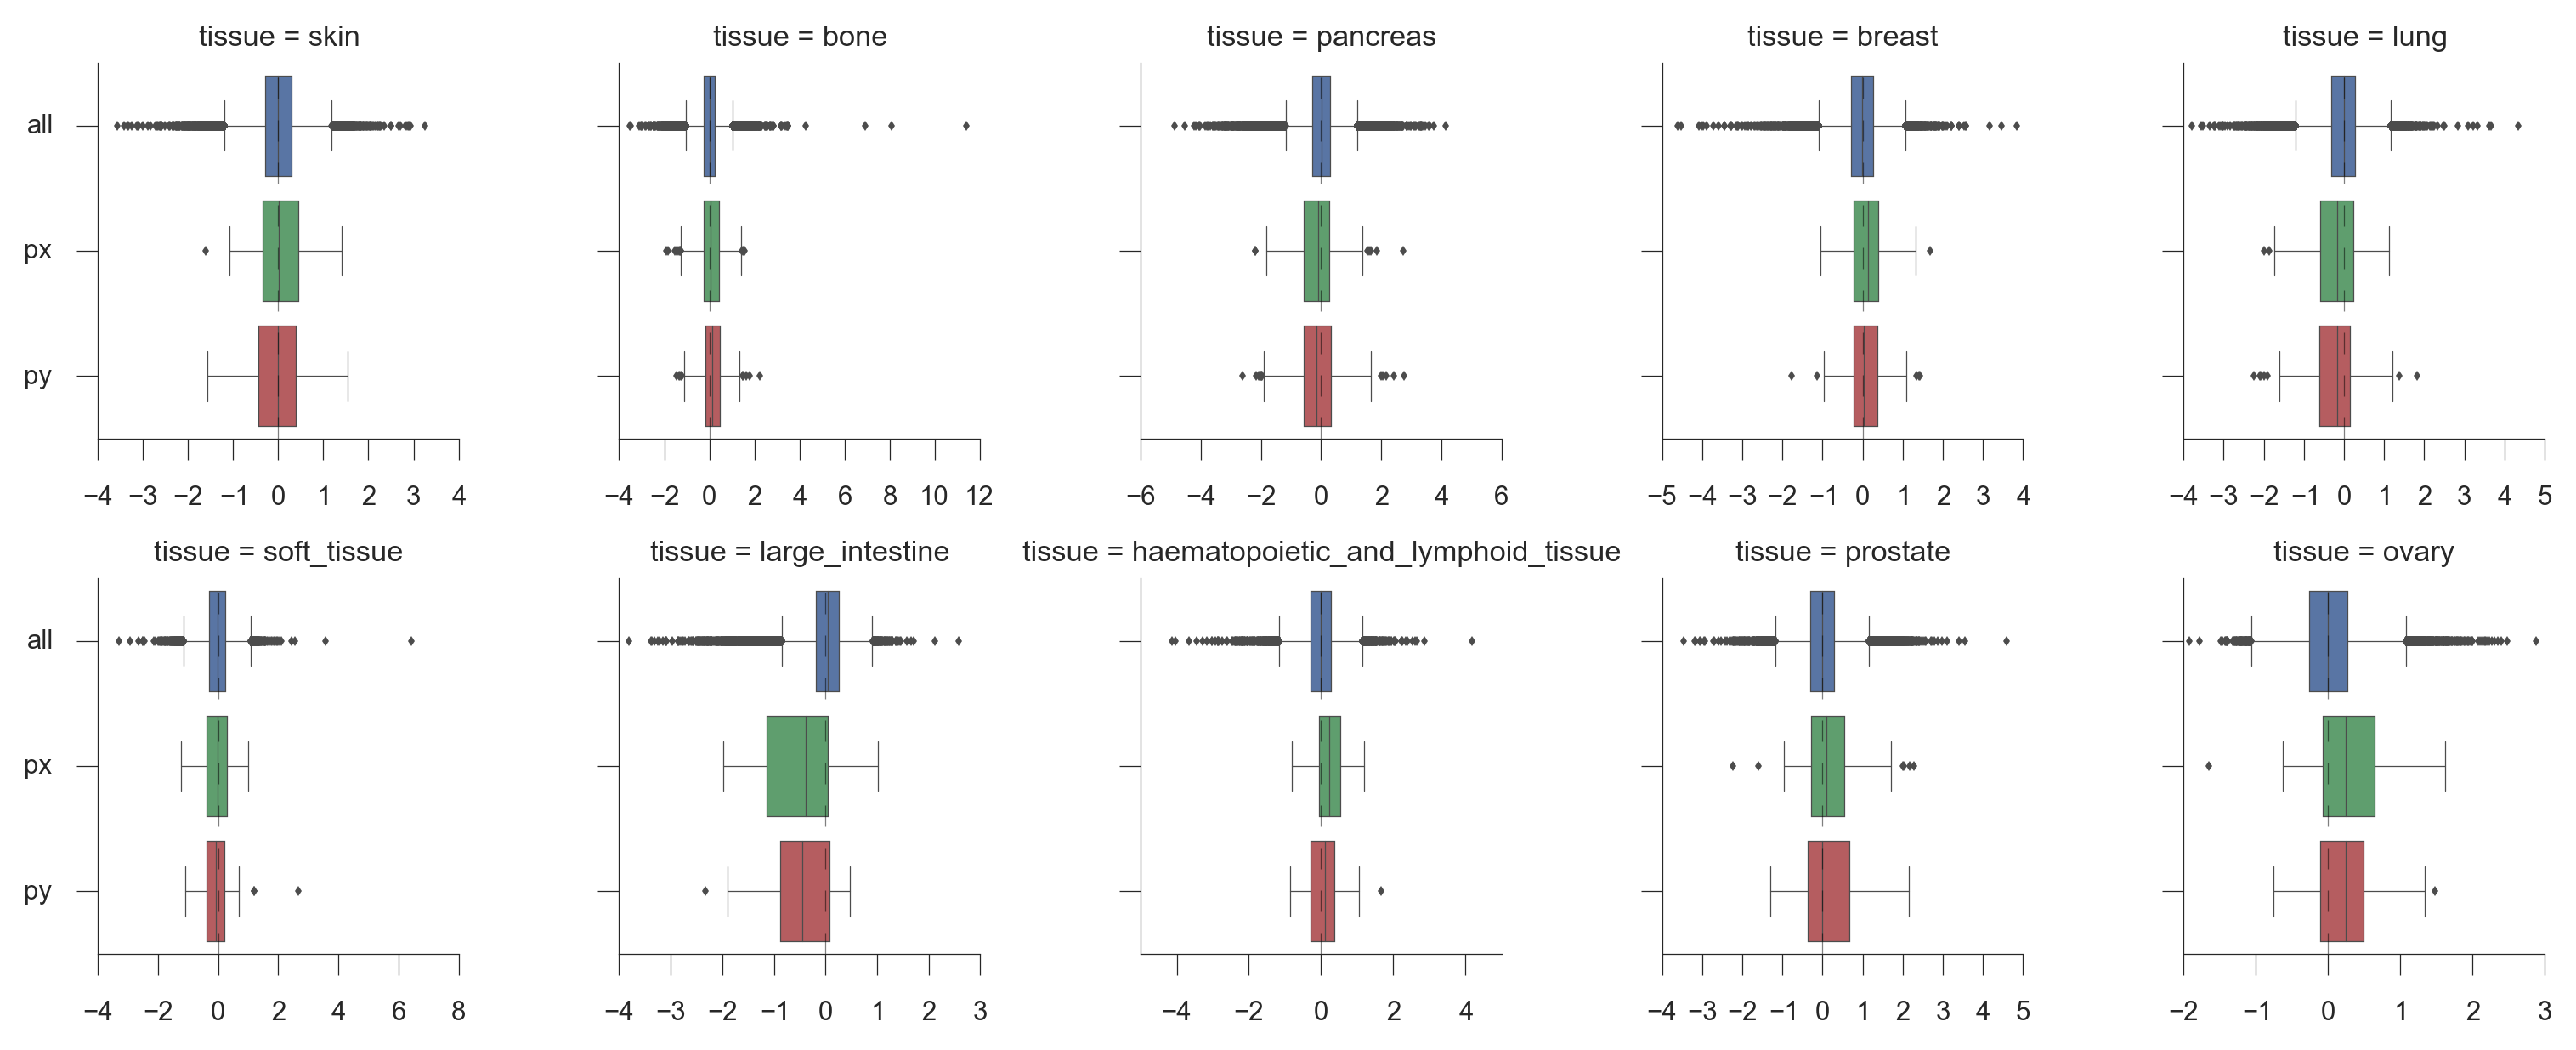 tissue = skin
tissue = bone
tissue = pancreas
tissue = breast
tissue = lung
all
px
py
−4 −3 −2 −1 0 1 2 3 4
−4 −2 0 2 4 6 8 10 12
−6 −4 −2 0 2 4 6
−5 −4 −3 −2 −1 0 1 2 3 4
−4 −3 −2 −1 0 1 2 3 4 5
tissue = soft_tissue
tissue = large_intestine
tissue = haematopoietic_and_lymphoid_tissue
tissue = prostate
tissue = ovary
all
px
py
−4 −2 0 2 4 6 8
−4 −3 −2 −1 0 1 2 3
−4 −2 0 2 4
−4 −3 −2 −1 0 1 2 3 4 5
−2 −1 0 1 2 3